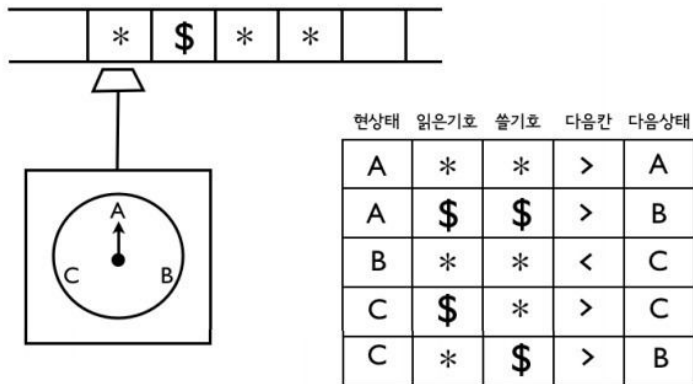 * $ * *
A
C B
현상태 읽은기호 쓸기호 다음칸 다음상태
A * * > A
A $ $ > B
B * * < C
C $ * > C
C * $ > B